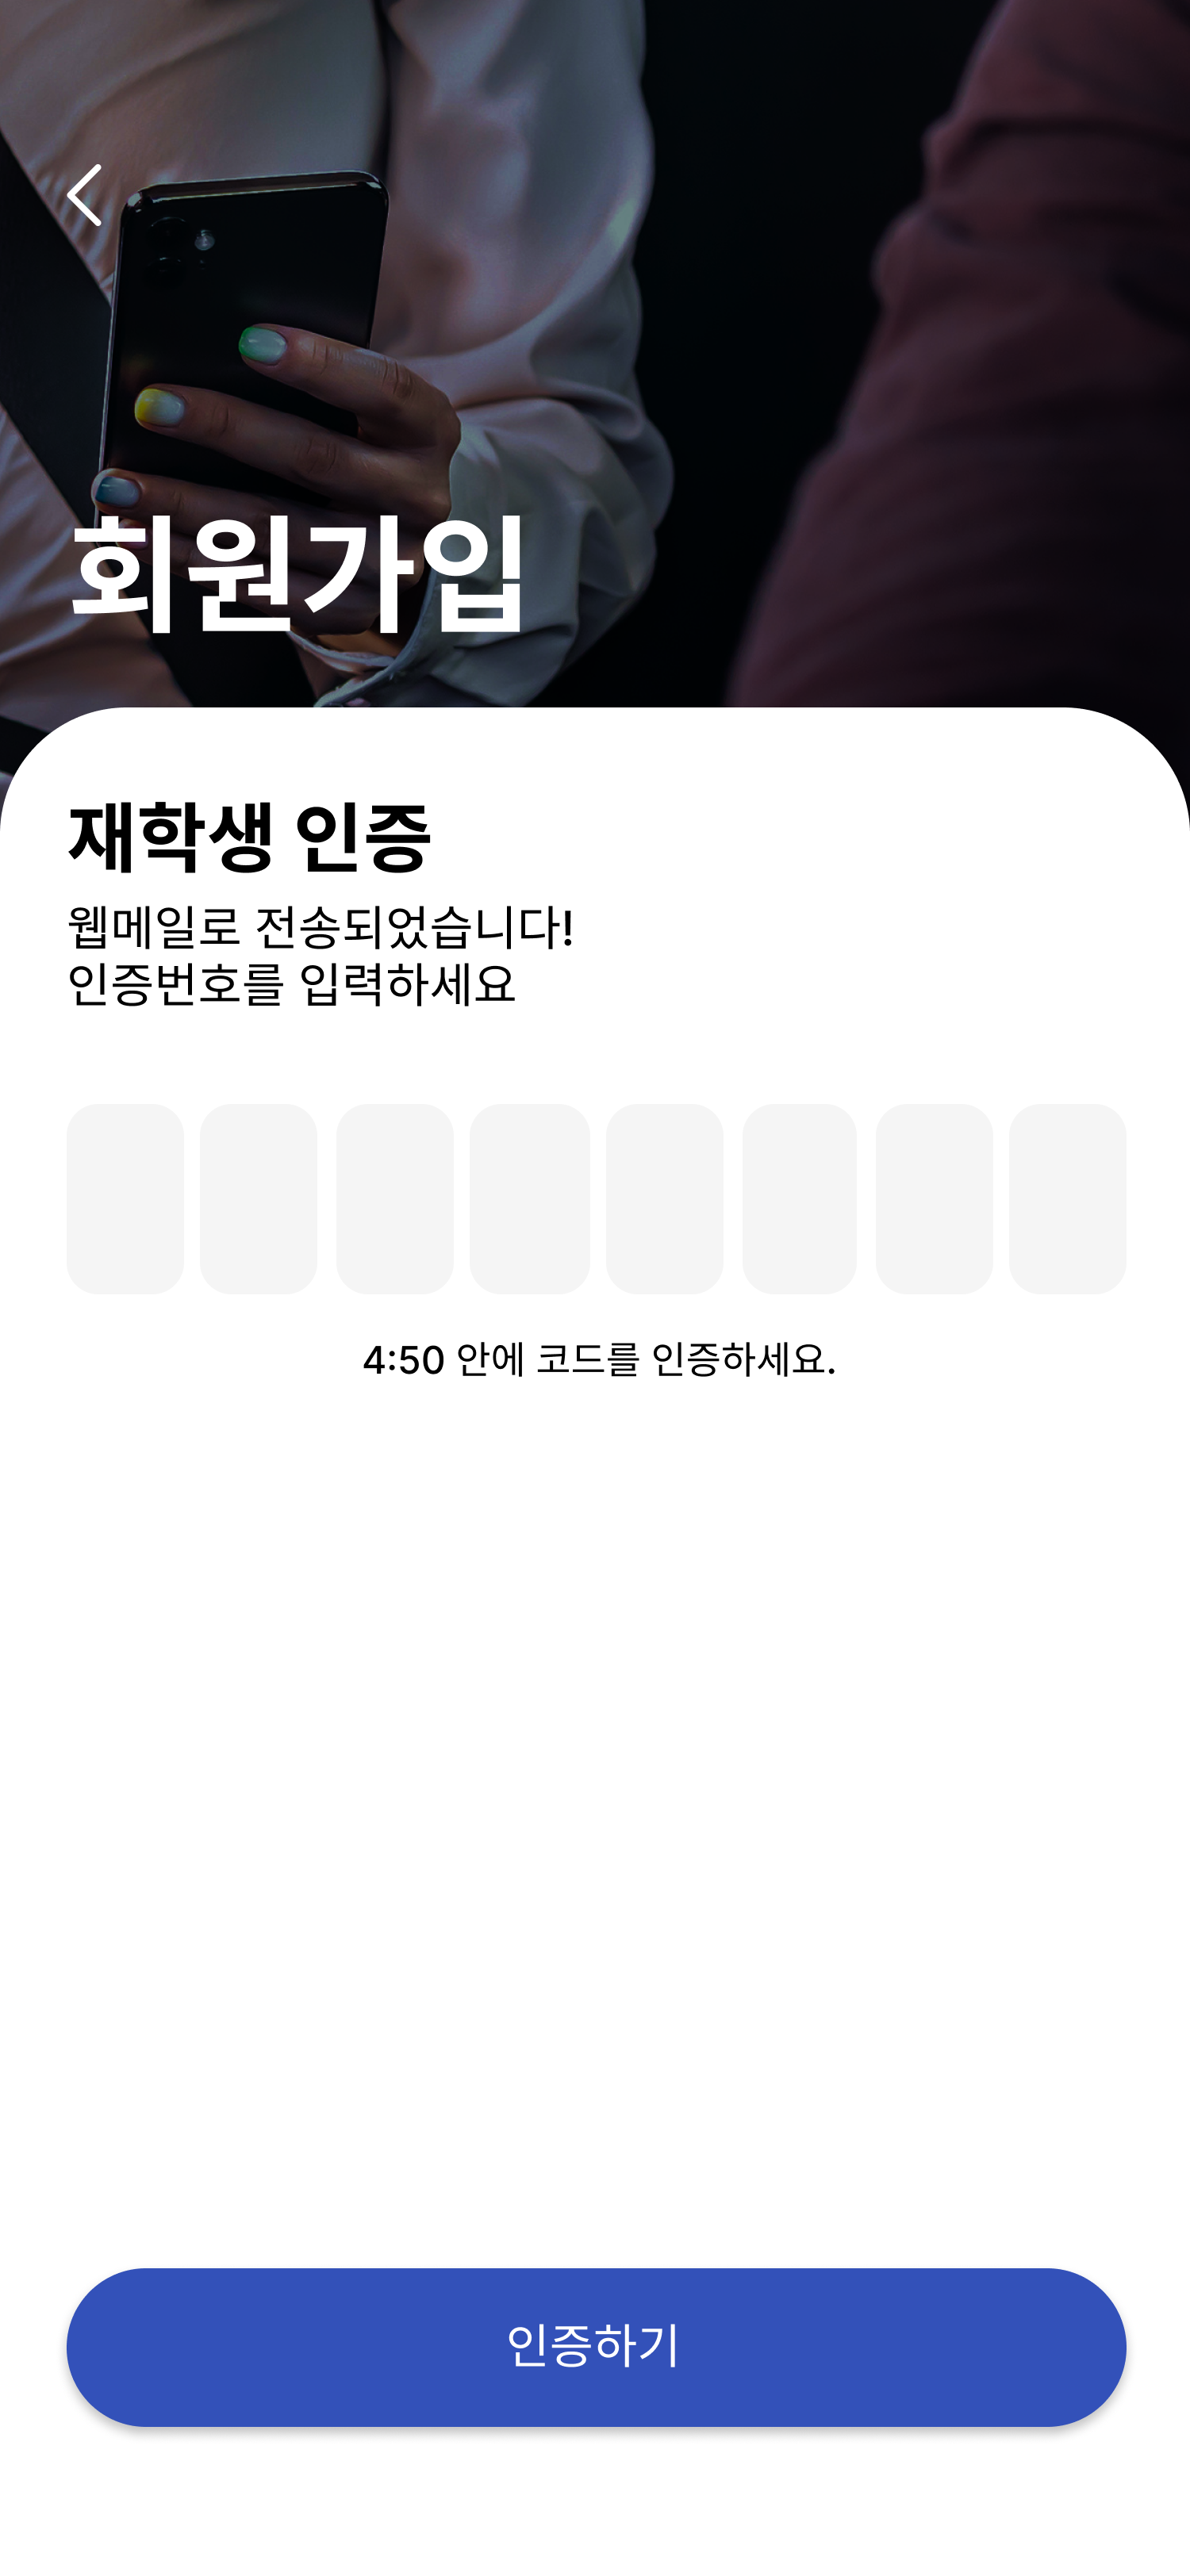 회원가입
재학생 인증
웹메일로 전송되었습니다!
인증번호를 입력하세요
4:50 안에 코드를 인증하세요.
인증하기